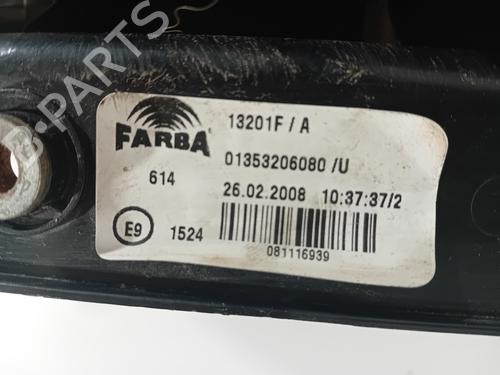 B-PARTS
FARBA
13201F / A
01353206080 /U
614
26.02.2008 10:37:37/2
E9
1524
081116939